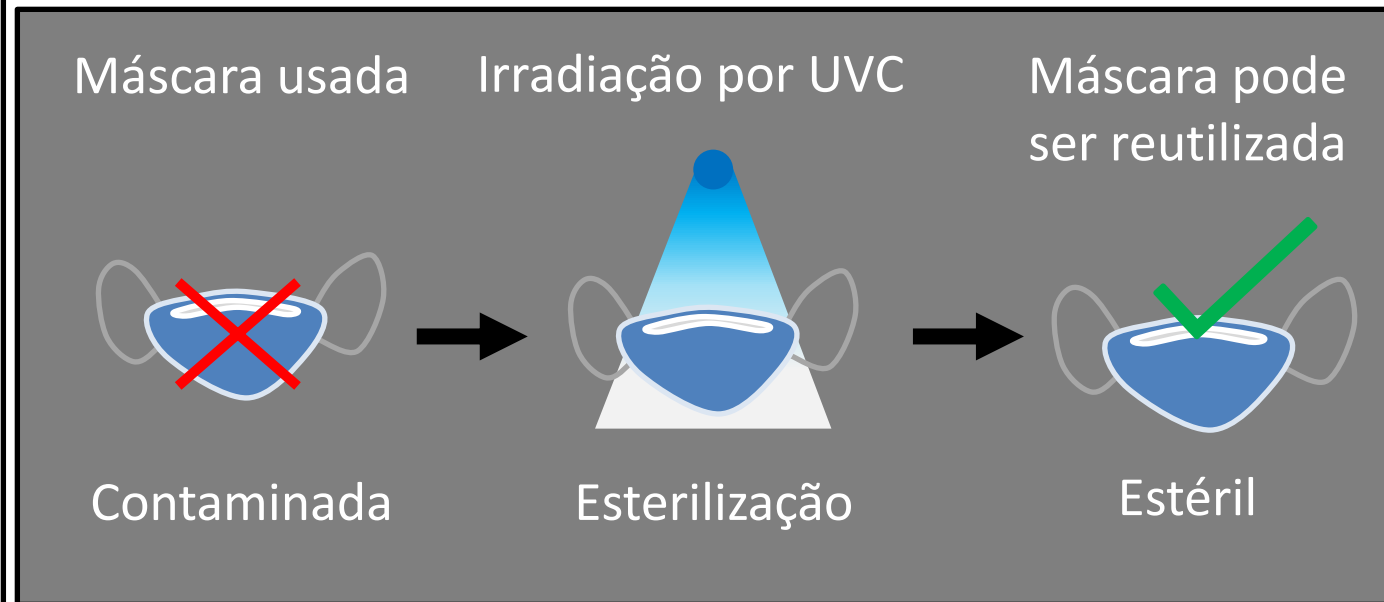 Máscara usada
Irradiação por UVC
Máscara pode
ser reutilizada
Contaminada
Esterilização
Estéril